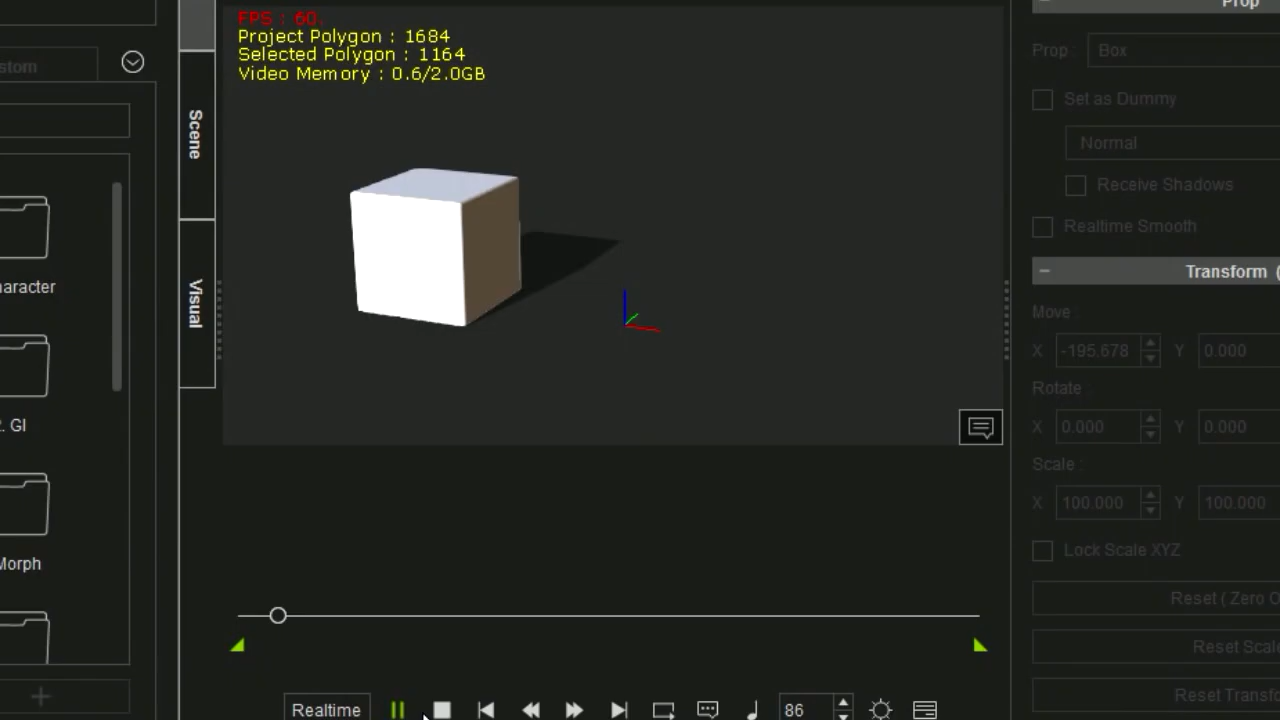 Prop
FPS : 60.
Project Polygon : 1684
Selected Polygon : 1164
Video Memory : 0.6/2.0GB
Prop : Box
stom
Set as Dummy
Scene
Normal
Receive Shadows
Realtime Smooth
Transform (
aracter
Visual
Move :
X -195.678 Y 0.000
Rotate :
. GI
X 0.000 Y 0.000
Scale :
X 100.000 Y 100.000
Lock Scale XYZ
Morph
Reset ( Zero O
Reset Scal
Reset Transfo
Realtime
86